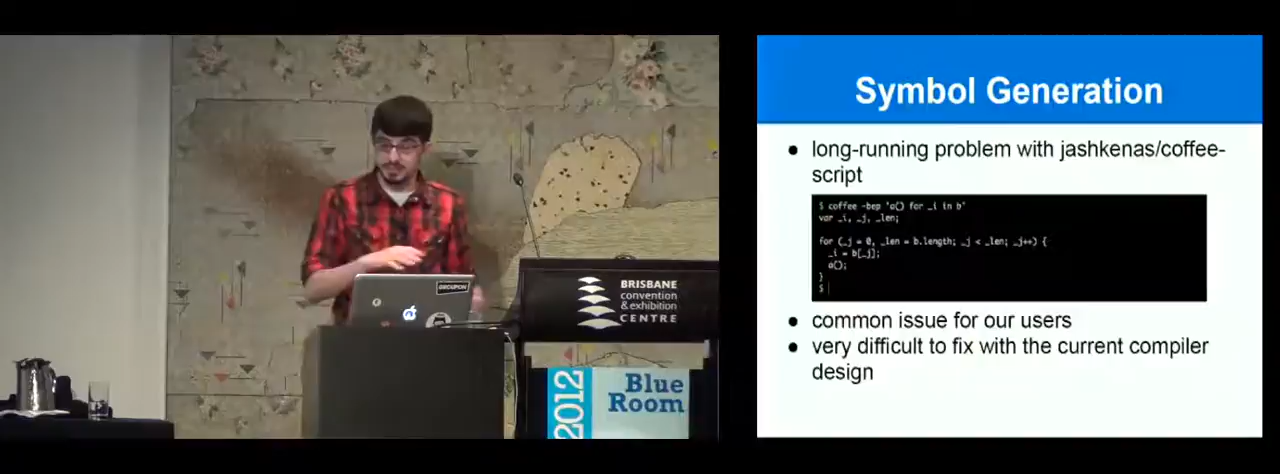 GROUPON
BRISBANE
convention
& exhibition
CENTRE
2012
Blue
Room
Symbol Generation
● long-running problem with jashkenas/coffee-
script
$ coffee -bep 'a() for _i in b'
var _i, _j, _len;
for (_j = 0, _len = b.length; _j < _len; _j++) {
_i = b[_j];
a();
}
$
● common issue for our users
● very difficult to fix with the current compiler
design